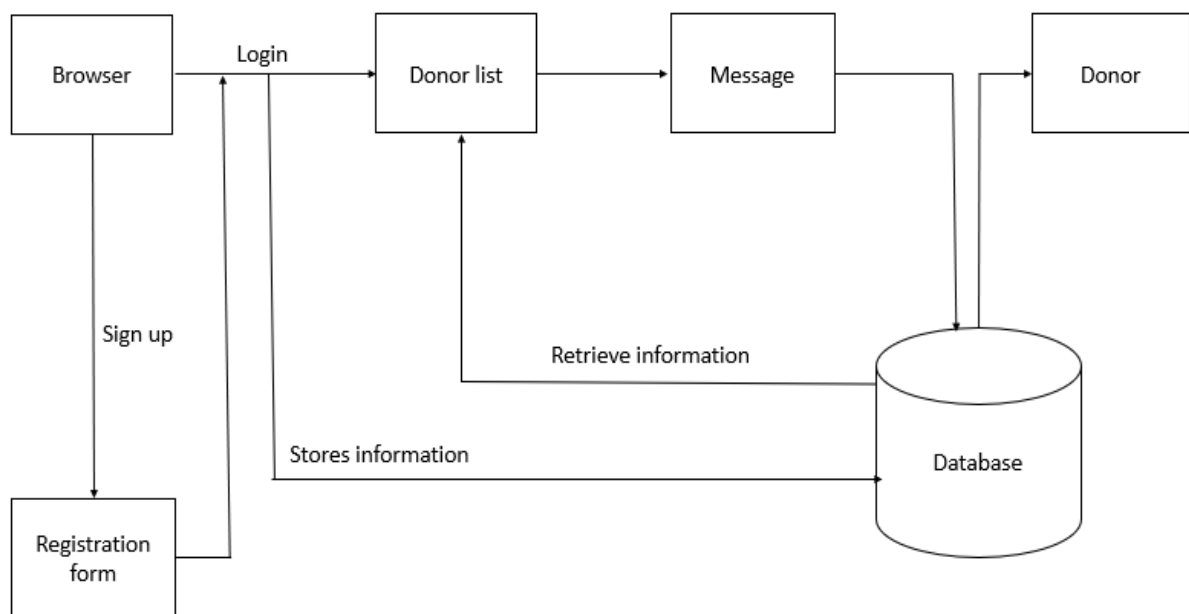 Browser
Login
Donor list
Message
Donor
Sign up
Retrieve information
Stores information
Database
Registration
form